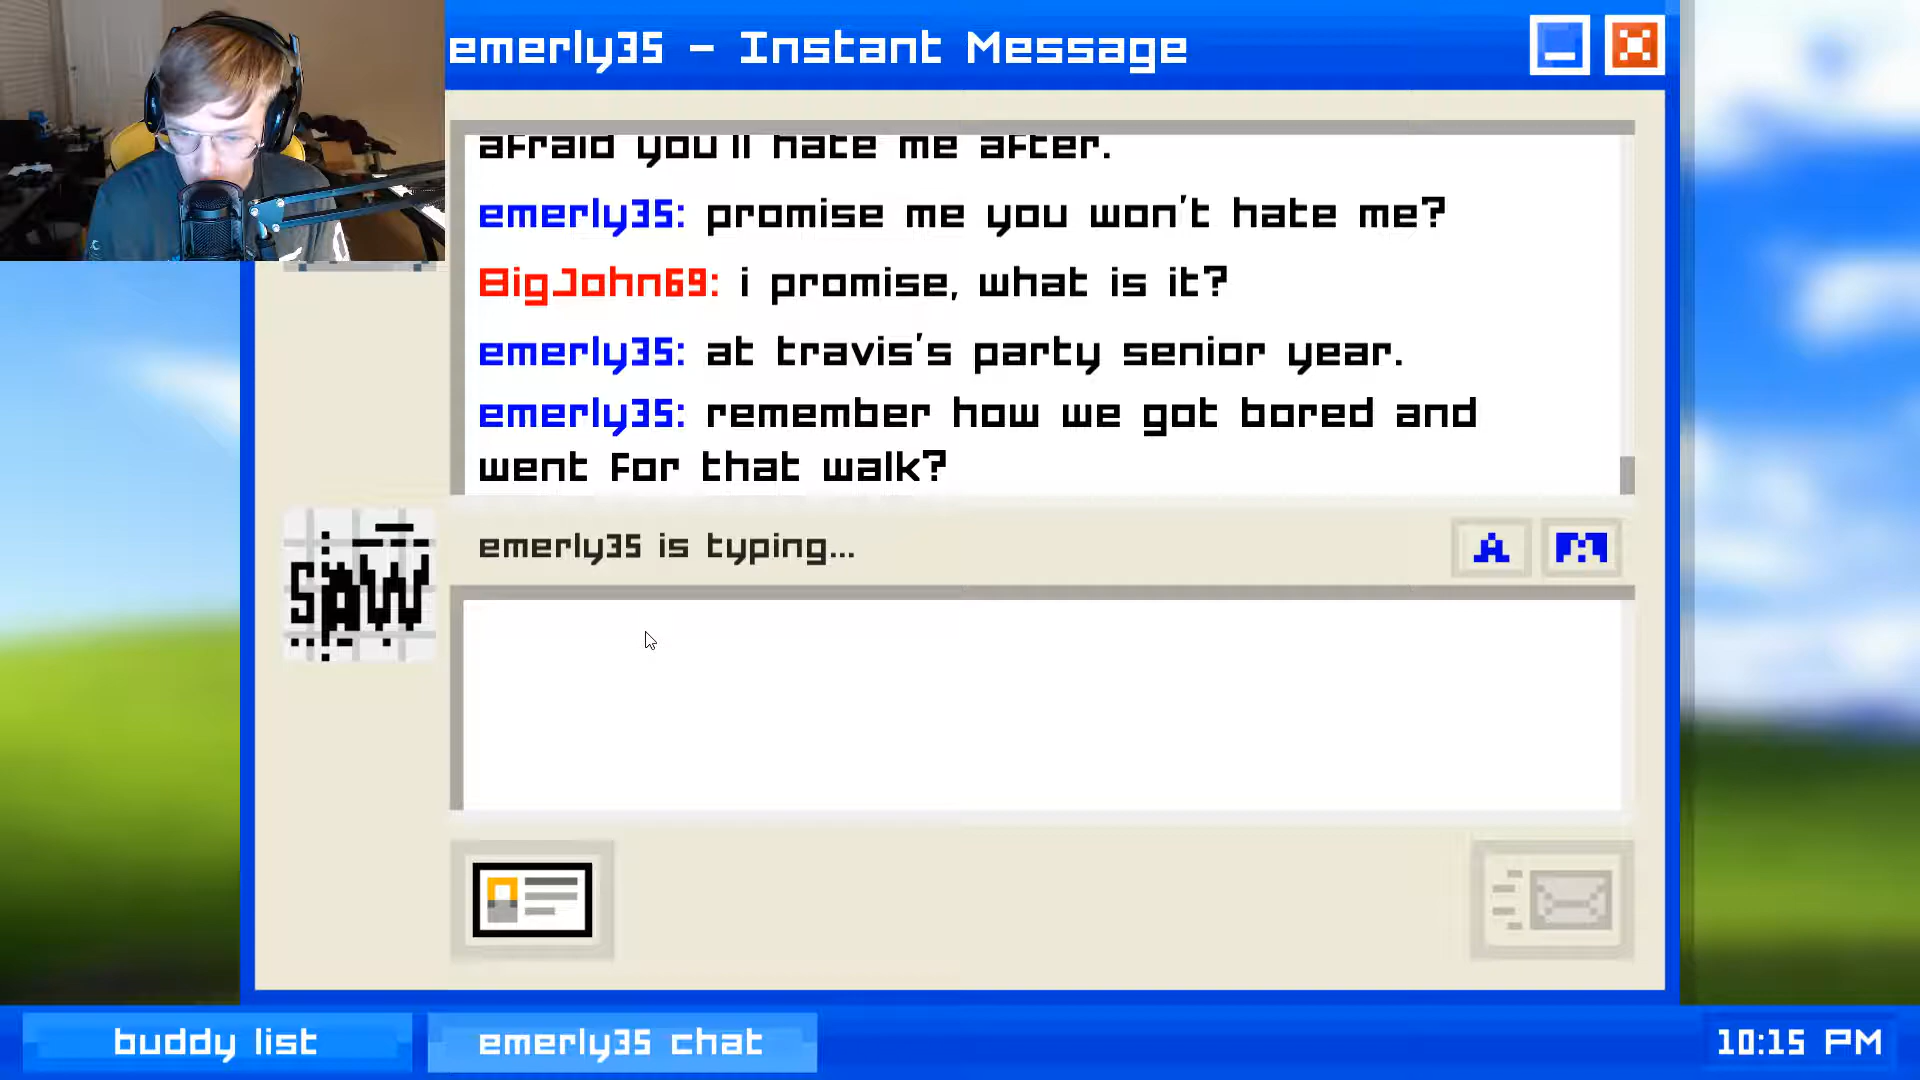 emerly35 - Instant Message
afraid you'll hate me after.
emerly35: promise me you won't hate me?
BigJohn69: i promise, what is it?
emerly35: at travis's party senior year.
emerly35: remember how we got bored and
went for that walk?
emerly35 is typing...
A
SAW
buddy list
emerly35 chat
10:15 PM